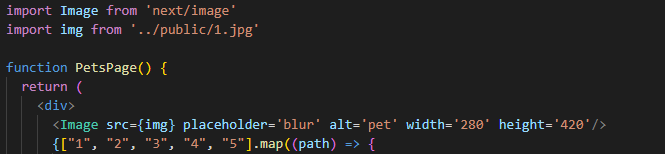 import Image from 'next/image'
import img from '../public/1.jpg'
function PetsPage() {
return (
<div>
<Image src={img} placeholder='blur' alt='pet' width='280' height='420'/>
{["1", "2", "3", "4", "5"].map((path) => {